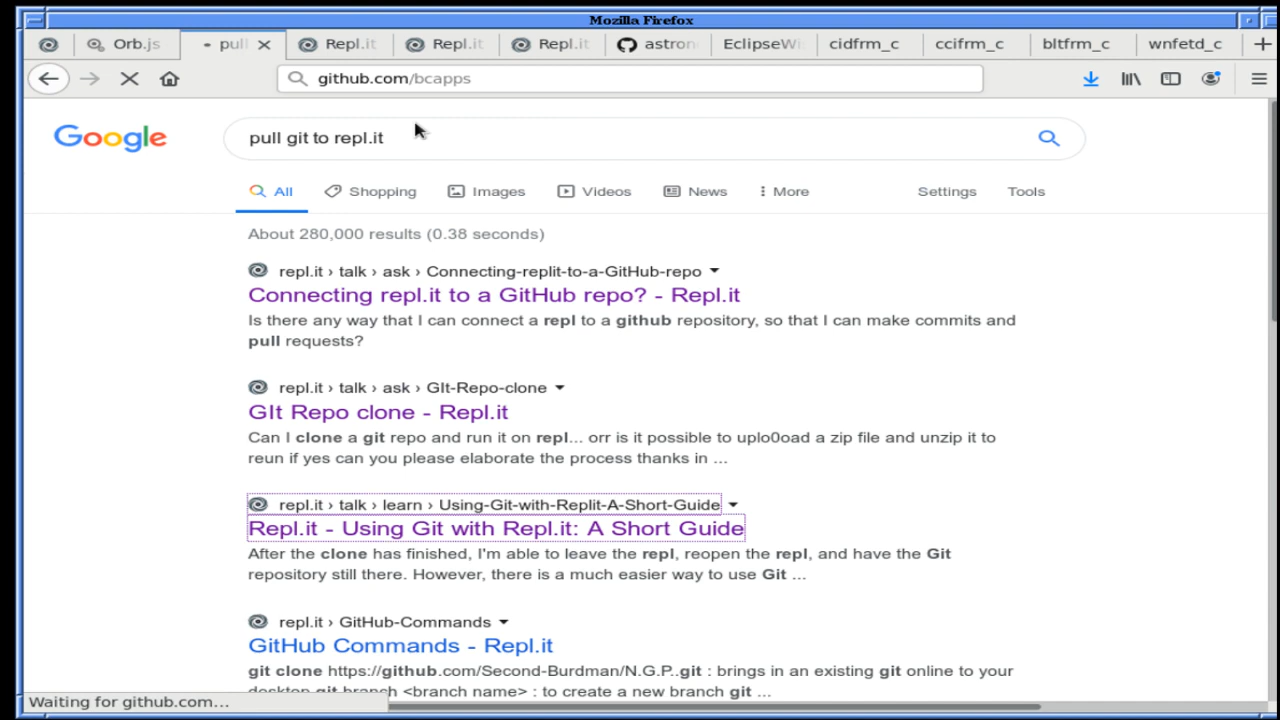 Mozilla Firefox
Orb.js pull Repl.it Repl.it Repl.it astron EclipseWi cidfrm_c ccifrm_c bltfrm_c wnfetd_c
github.com/bcapps
Google pull git to repl.it
All Shopping Images Videos News More Settings Tools
About 280,000 results (0.38 seconds)
repl.it › talk › ask › Connecting-replit-to-a-GitHub-repo
Connecting repl.it to a GitHub repo? - Repl.it
Is there any way that I can connect a repl to a github repository, so that I can make commits and
pull requests?
repl.it › talk › ask › GIt-Repo-clone
GIt Repo clone - Repl.it
Can I clone a git repo and run it on repl... orr is it possible to uplo0oad a zip file and unzip it to
reun if yes can you please elaborate the process thanks in ...
repl.it › talk › learn › Using-Git-with-Replit-A-Short-Guide
Repl.it - Using Git with Repl.it: A Short Guide
After the clone has finished, I'm able to leave the repl, reopen the repl, and have the Git
repository still there. However, there is a much easier way to use Git ...
repl.it › GitHub-Commands
GitHub Commands - Repl.it
git clone https://github.com/Second-Burdman/N.G.P..git : brings in an existing git online to your
desktop git branch <branch name> : to create a new branch git ...
Waiting for github.com...